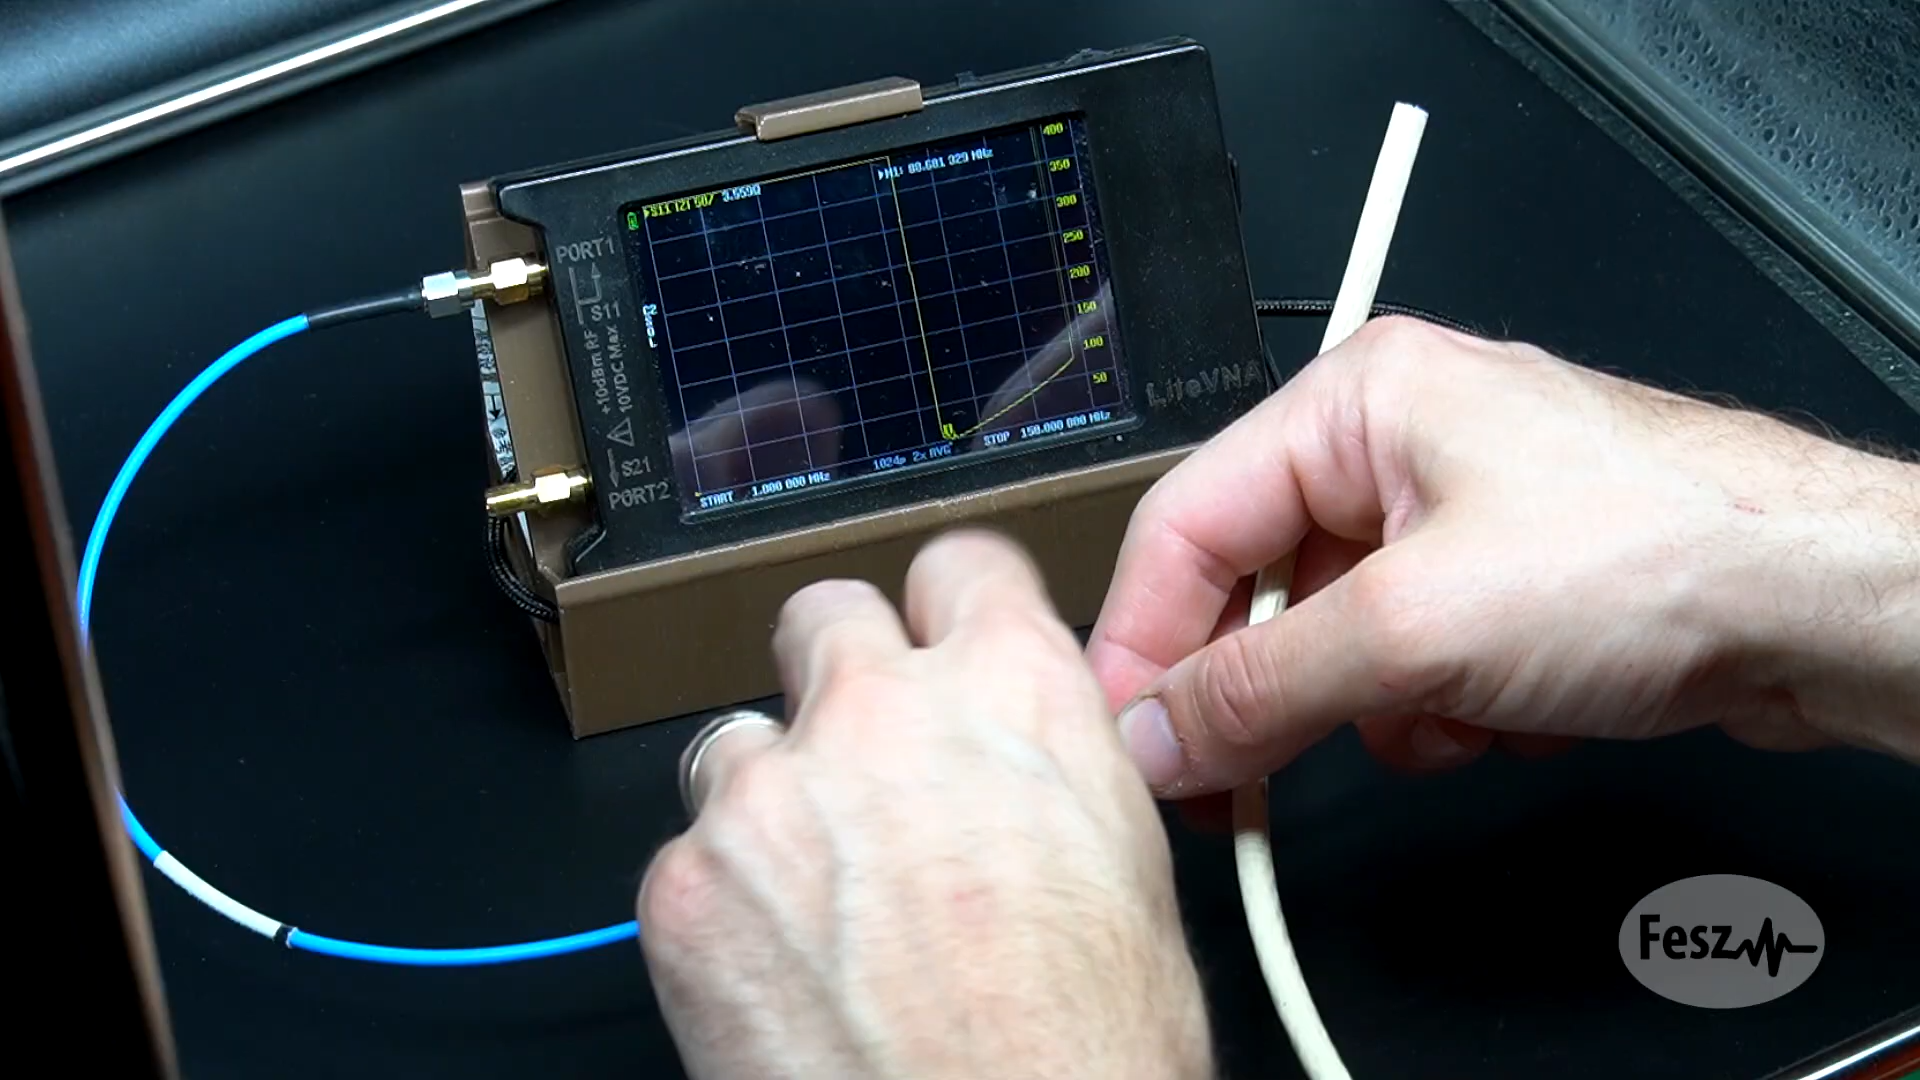 S11 |Z| 50/ 3.559Ω
M1: 80.601 329 MHz
400
350
300
250
200
150
100
50
START 1.000 000 MHz
1024p 2x AVG
STOP 150.000 000 MHz
PORT1
S11
+10dBm RF
10VDC Max
S21
PORT2
LiteVNA
Fesz